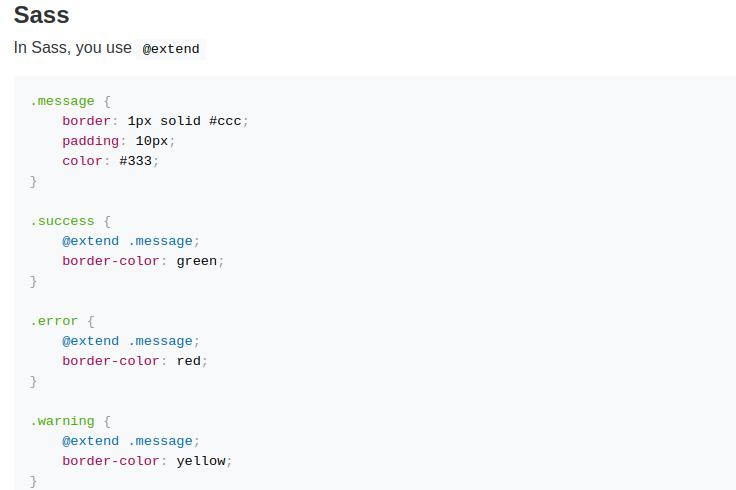 Sass
In Sass, you use @extend
.message {
    border: 1px solid #ccc;
    padding: 10px;
    color: #333;
}
.success {
    @extend .message;
    border-color: green;
}
.error {
    @extend .message;
    border-color: red;
}
.warning {
    @extend .message;
    border-color: yellow;
}